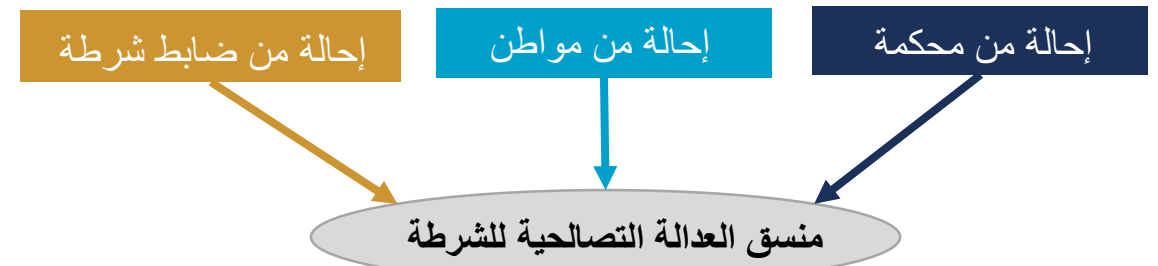 إحالة من محكمة
إحالة من مواطن
إحالة من ضابط شرطة
منسق العدالة التصالحية للشرطة